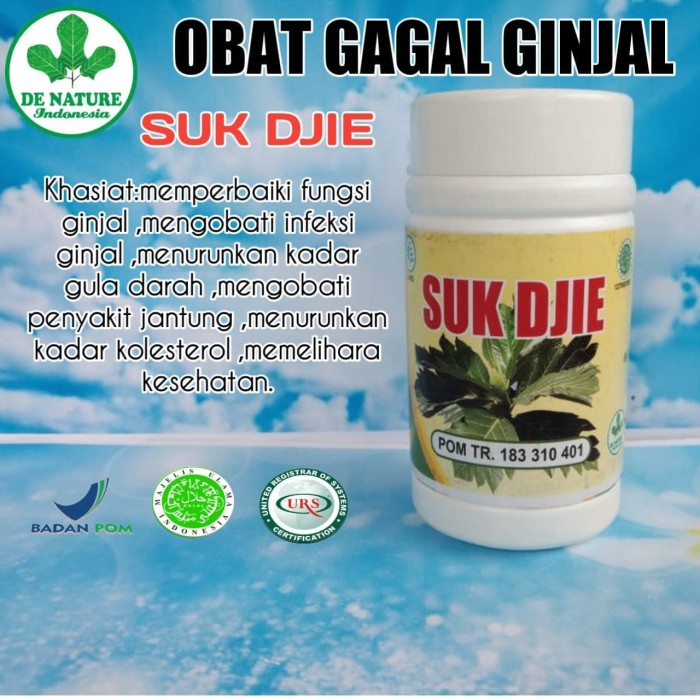 OBAT GAGAL GINJAL
DE NATURE
Indonesia
SUK DJIE
Khasiat:memperbaiki fungsi
ginjal ,mengobati infeksi
ginjal ,menurunkan kadar
gula darah ,mengobati
penyakit jantung ,menurunkan
kadar kolesterol ,memelihara
kesehatan.
SUK DJIE
POM TR. 183 310 401
BADAN POM
MAJELIS ULAMA
INDONESIA
HALAL
حلال
UNITED REGISTRAR OF SYSTEMS
URS
CERTIFICATION